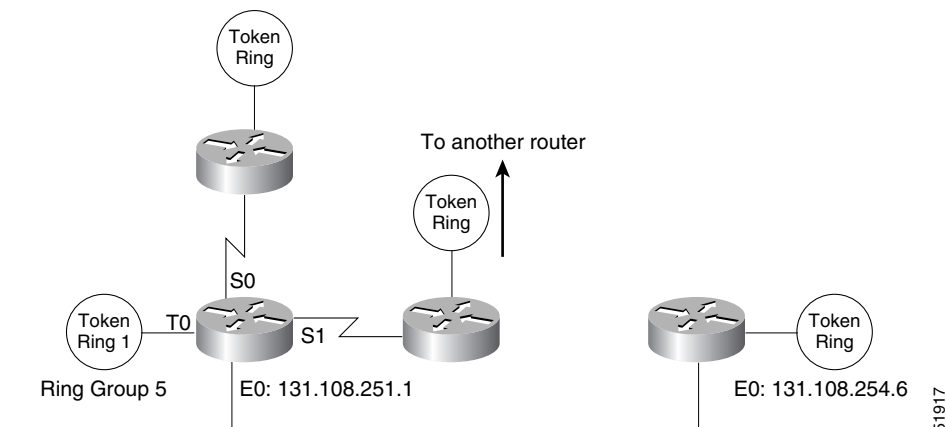 Token
Ring
To another router
Token
Ring
S0
Token
Ring 1
T0
S1
Token
Ring
Ring Group 5
E0: 131.108.251.1
E0: 131.108.254.6